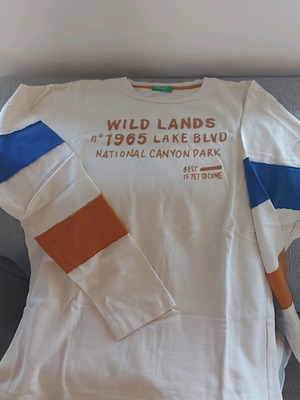 WILD LANDS
n° 1965 LAKE BLVD
NATIONAL CANYON PARK
BEST
IS YET TO COME